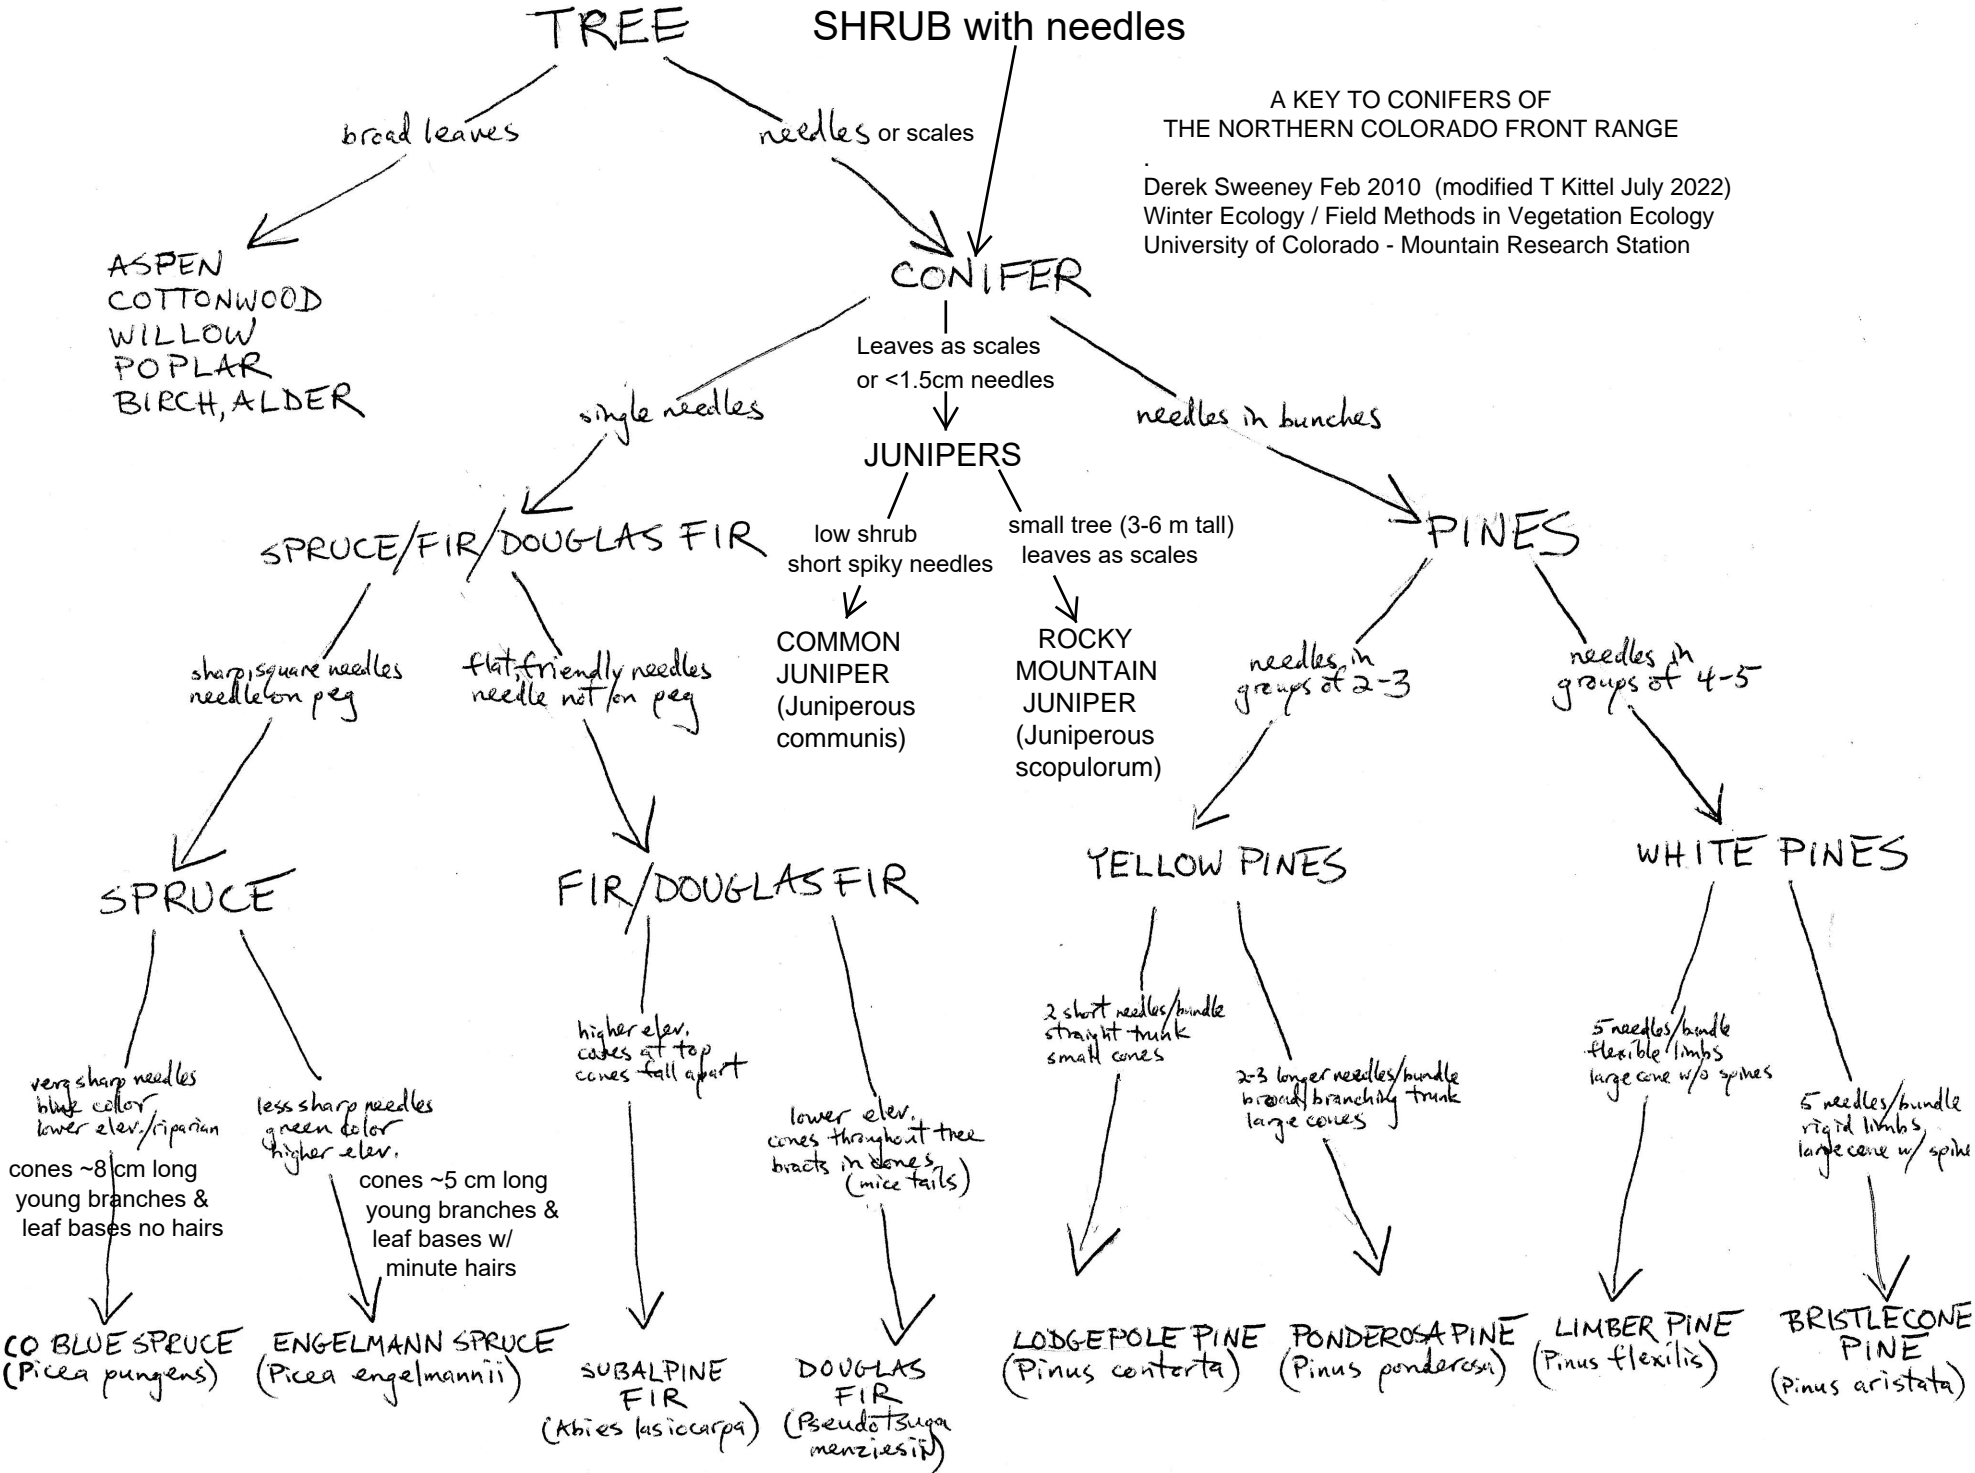 TREE
SHRUB with needles
A KEY TO CONIFERS OF
THE NORTHERN COLORADO FRONT RANGE
.
Derek Sweeney Feb 2010 (modified T Kittel July 2022)
Winter Ecology / Field Methods in Vegetation Ecology
University of Colorado - Mountain Research Station
broad leaves
needles or scales
ASPEN
COTTONWOOD
WILLOW
POPLAR
BIRCH, ALDER
CONIFER
single needles
Leaves as scales
or <1.5cm needles
needles in bunches
SPRUCE/FIR/DOUGLAS FIR
JUNIPERS
PINES
low shrub
short spiky needles
small tree (3-6 m tall)
leaves as scales
sharp, square needles
needle on peg
flat, friendly needles
needle not on peg
COMMON
JUNIPER
(Juniperous
communis)
ROCKY
MOUNTAIN
JUNIPER
(Juniperous
scopulorum)
needles in
groups of 2-3
needles in
groups of 4-5
SPRUCE
FIR/DOUGLAS FIR
YELLOW PINES
WHITE PINES
very sharp needles
blue color
lower elev./riparian
cones ~8 cm long
young branches &
leaf bases no hairs
less sharp needles
green color
higher elev.
cones ~5 cm long
young branches &
leaf bases w/
minute hairs
higher elev.
cones at top
cones fall apart
lower elev.
cones throughout tree
bracts in cones
(mice tails)
2 short needles/bundle
straight trunk
small cones
2-3 longer needles/bundle
broad/branching trunk
large cones
5 needles/bundle
flexible limbs
large cone w/o spines
5 needles/bundle
rigid limbs
large cone w/ spine
CO BLUE SPRUCE
(Picea pungens)
ENGELMANN SPRUCE
(Picea engelmannii)
SUBALPINE
FIR
(Abies lasiocarpa)
DOUGLAS
FIR
(Pseudotsuga
menziesii)
LODGEPOLE PINE
(Pinus contorta)
PONDEROSA PINE
(Pinus ponderosa)
LIMBER PINE
(Pinus flexilis)
BRISTLECONE
PINE
(Pinus aristata)